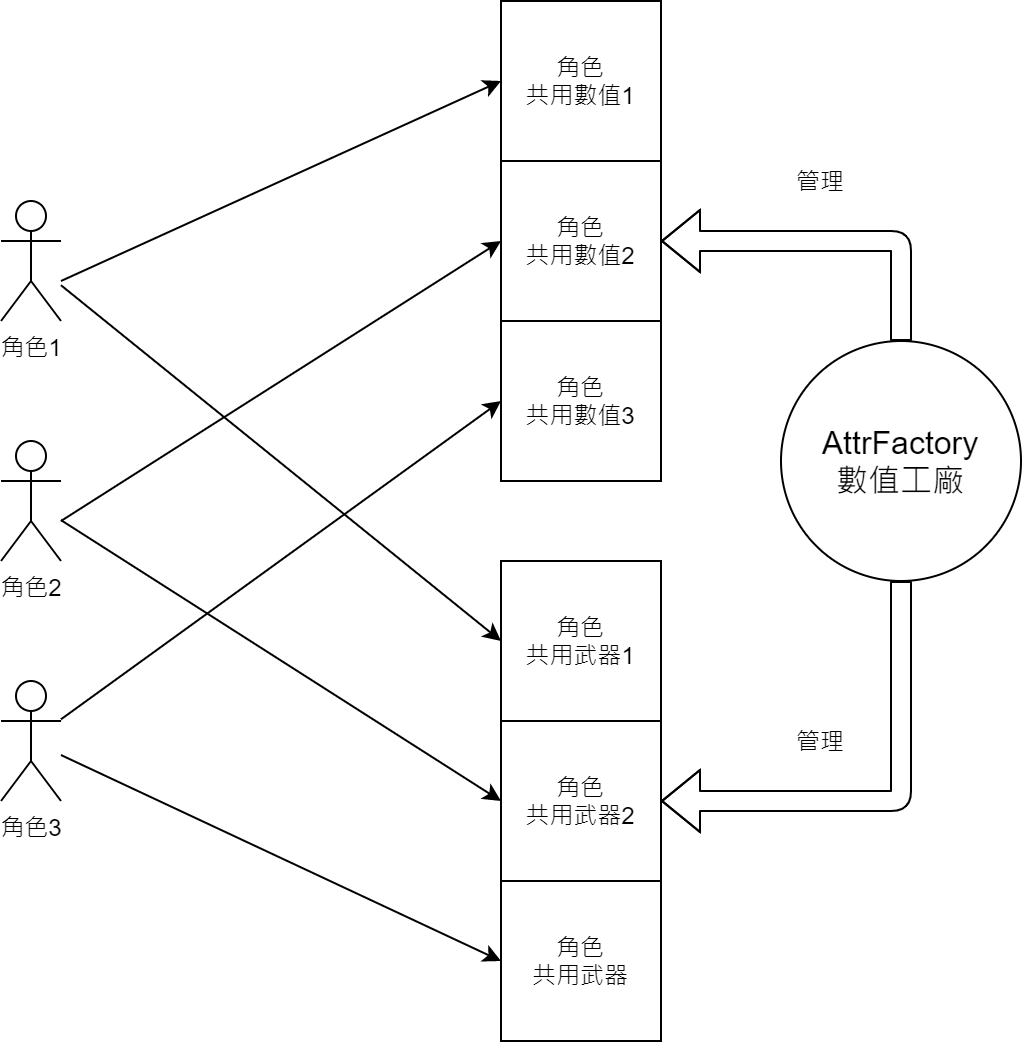 角色
共用數值1
角色
共用數值2
角色
共用數值3
管理
角色1
角色2
角色3
AttrFactory
數值工廠
角色
共用武器1
角色
共用武器2
角色
共用武器
管理